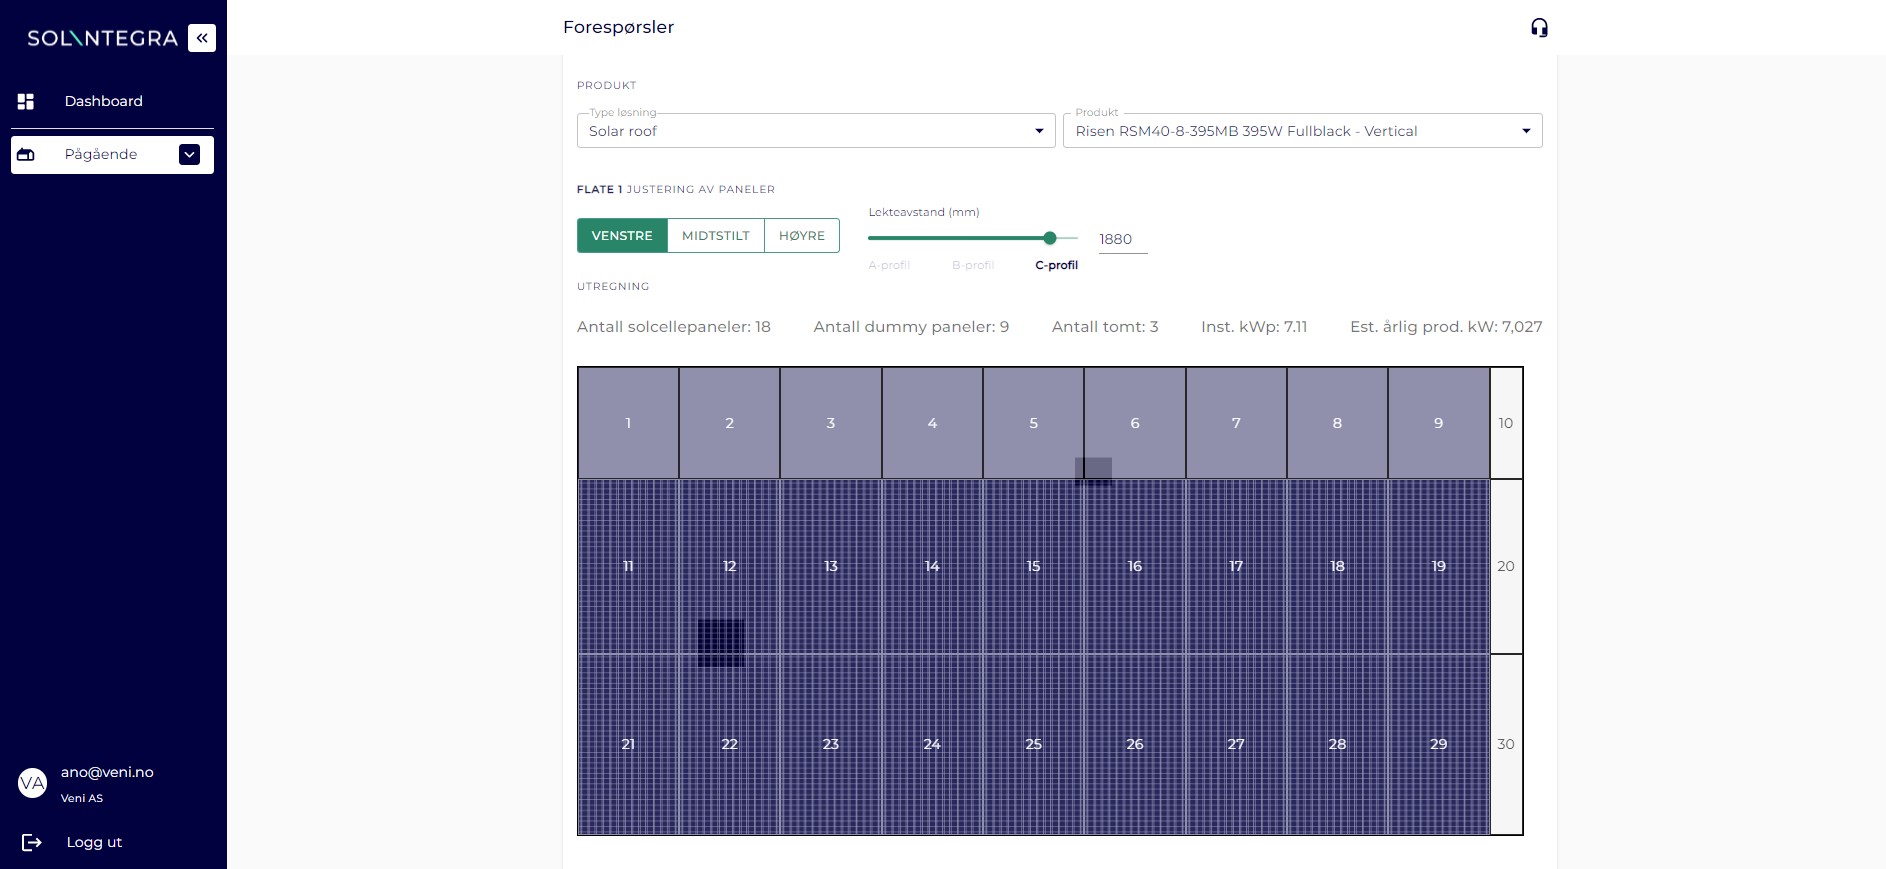 SOLINTEGRA
Forespørsler
Dashboard
Pågående
PRODUKT
Type løsning
Solar roof
Produkt
Risen RSM40-8-395MB 395W Fullblack - Vertical
FLATE 1 JUSTERING AV PANELER
VENSTRE MIDTSTILT HØYRE
Lekteavstand (mm)
1880
A-profil B-profil C-profil
UTREGNING
Antall solcellepaneler: 18 Antall dummy paneler: 9 Antall tomt: 3 Inst. kWp: 7.11 Est. årlig prod. kW: 7,027
1 2 3 4 5 6 7 8 9 10
11 12 13 14 15 16 17 18 19 20
21 22 23 24 25 26 27 28 29 30
VA
ano@veni.no
Veni AS
Logg ut